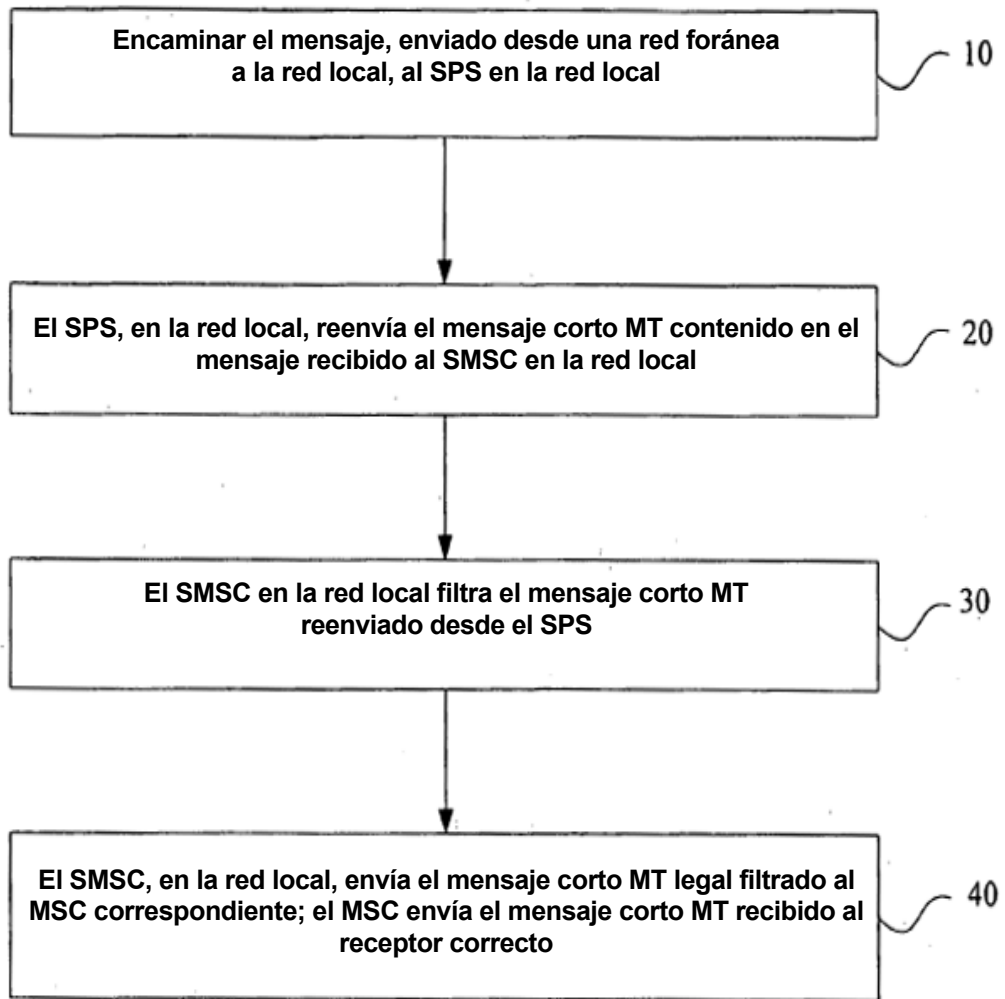 Encaminar el mensaje, enviado desde una red foránea
a la red local, al SPS en la red local
10
El SPS, en la red local, reenvía el mensaje corto MT contenido en el
mensaje recibido al SMSC en la red local
20
El SMSC en la red local filtra el mensaje corto MT
reenviado desde el SPS
30
El SMSC, en la red local, envía el mensaje corto MT legal filtrado al
MSC correspondiente; el MSC envía el mensaje corto MT recibido al
receptor correcto
40